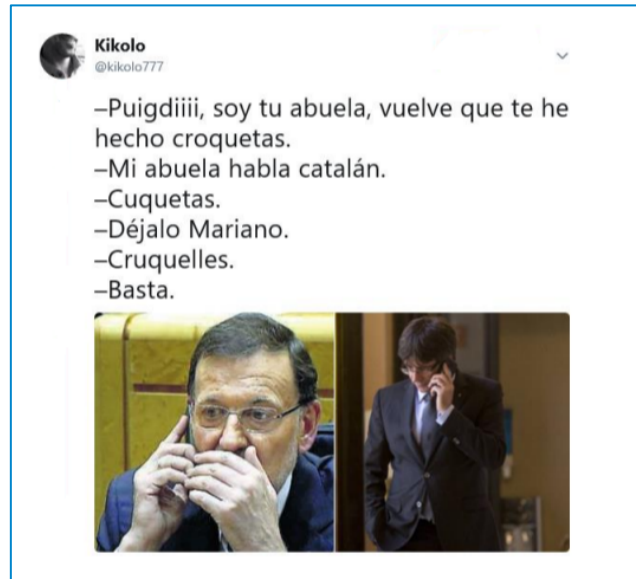 Kikolo
@kikolo777
–Puigdiiii, soy tu abuela, vuelve que te he
hecho croquetas.
–Mi abuela habla catalán.
–Cuquetas.
–Déjalo Mariano.
–Cruquelles.
–Basta.